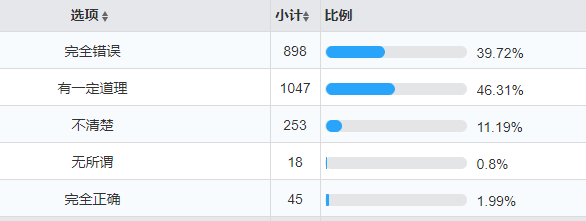 选项 小计 比例
完全错误 898 39.72%
有一定道理 1047 46.31%
不清楚 253 11.19%
无所谓 18 0.8%
完全正确 45 1.99%